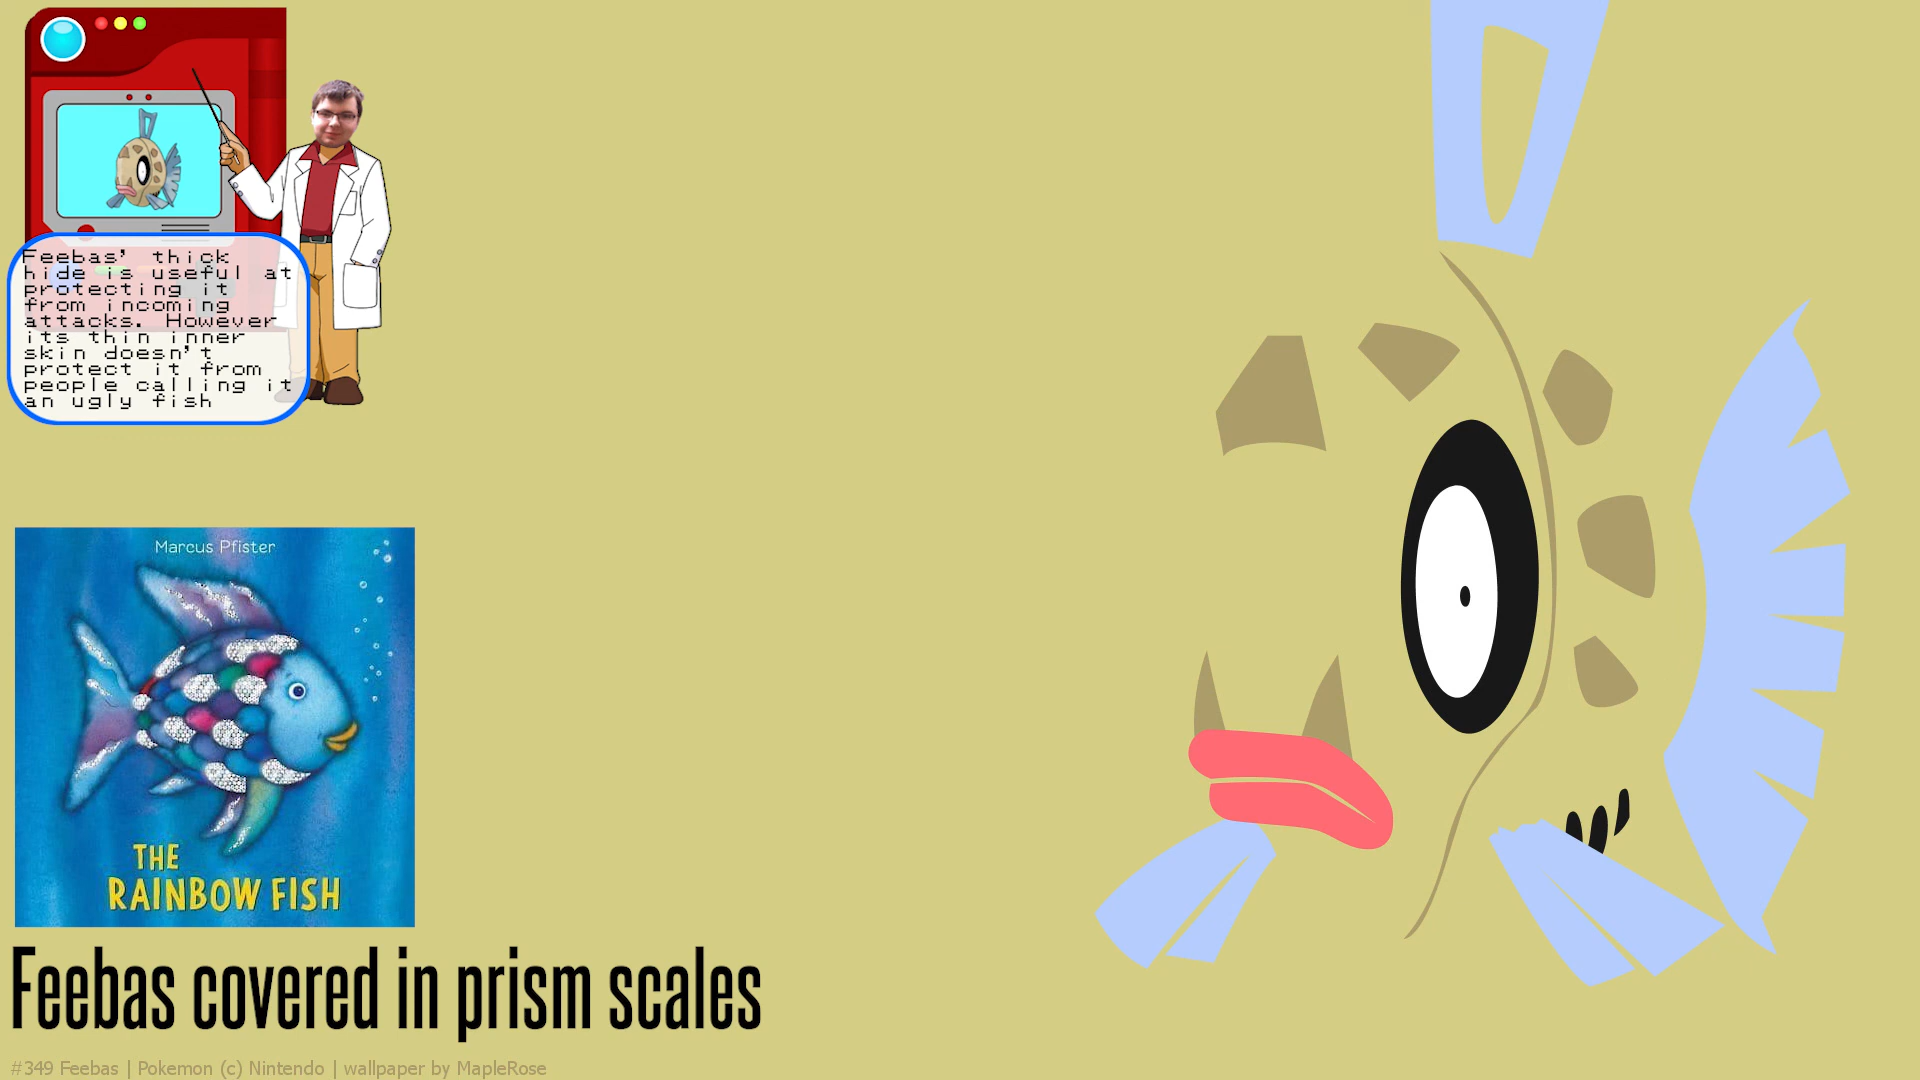 Feebas' thick
hide is useful at
protecting it
from incoming
attacks. However
its thin inner
skin doesn't
protect it from
people calling it
an ugly fish
Marcus Pfister
THE
RAINBOW FISH
Feebas covered in prism scales
#349 Feebas | Pokemon (c) Nintendo | wallpaper by MapleRose